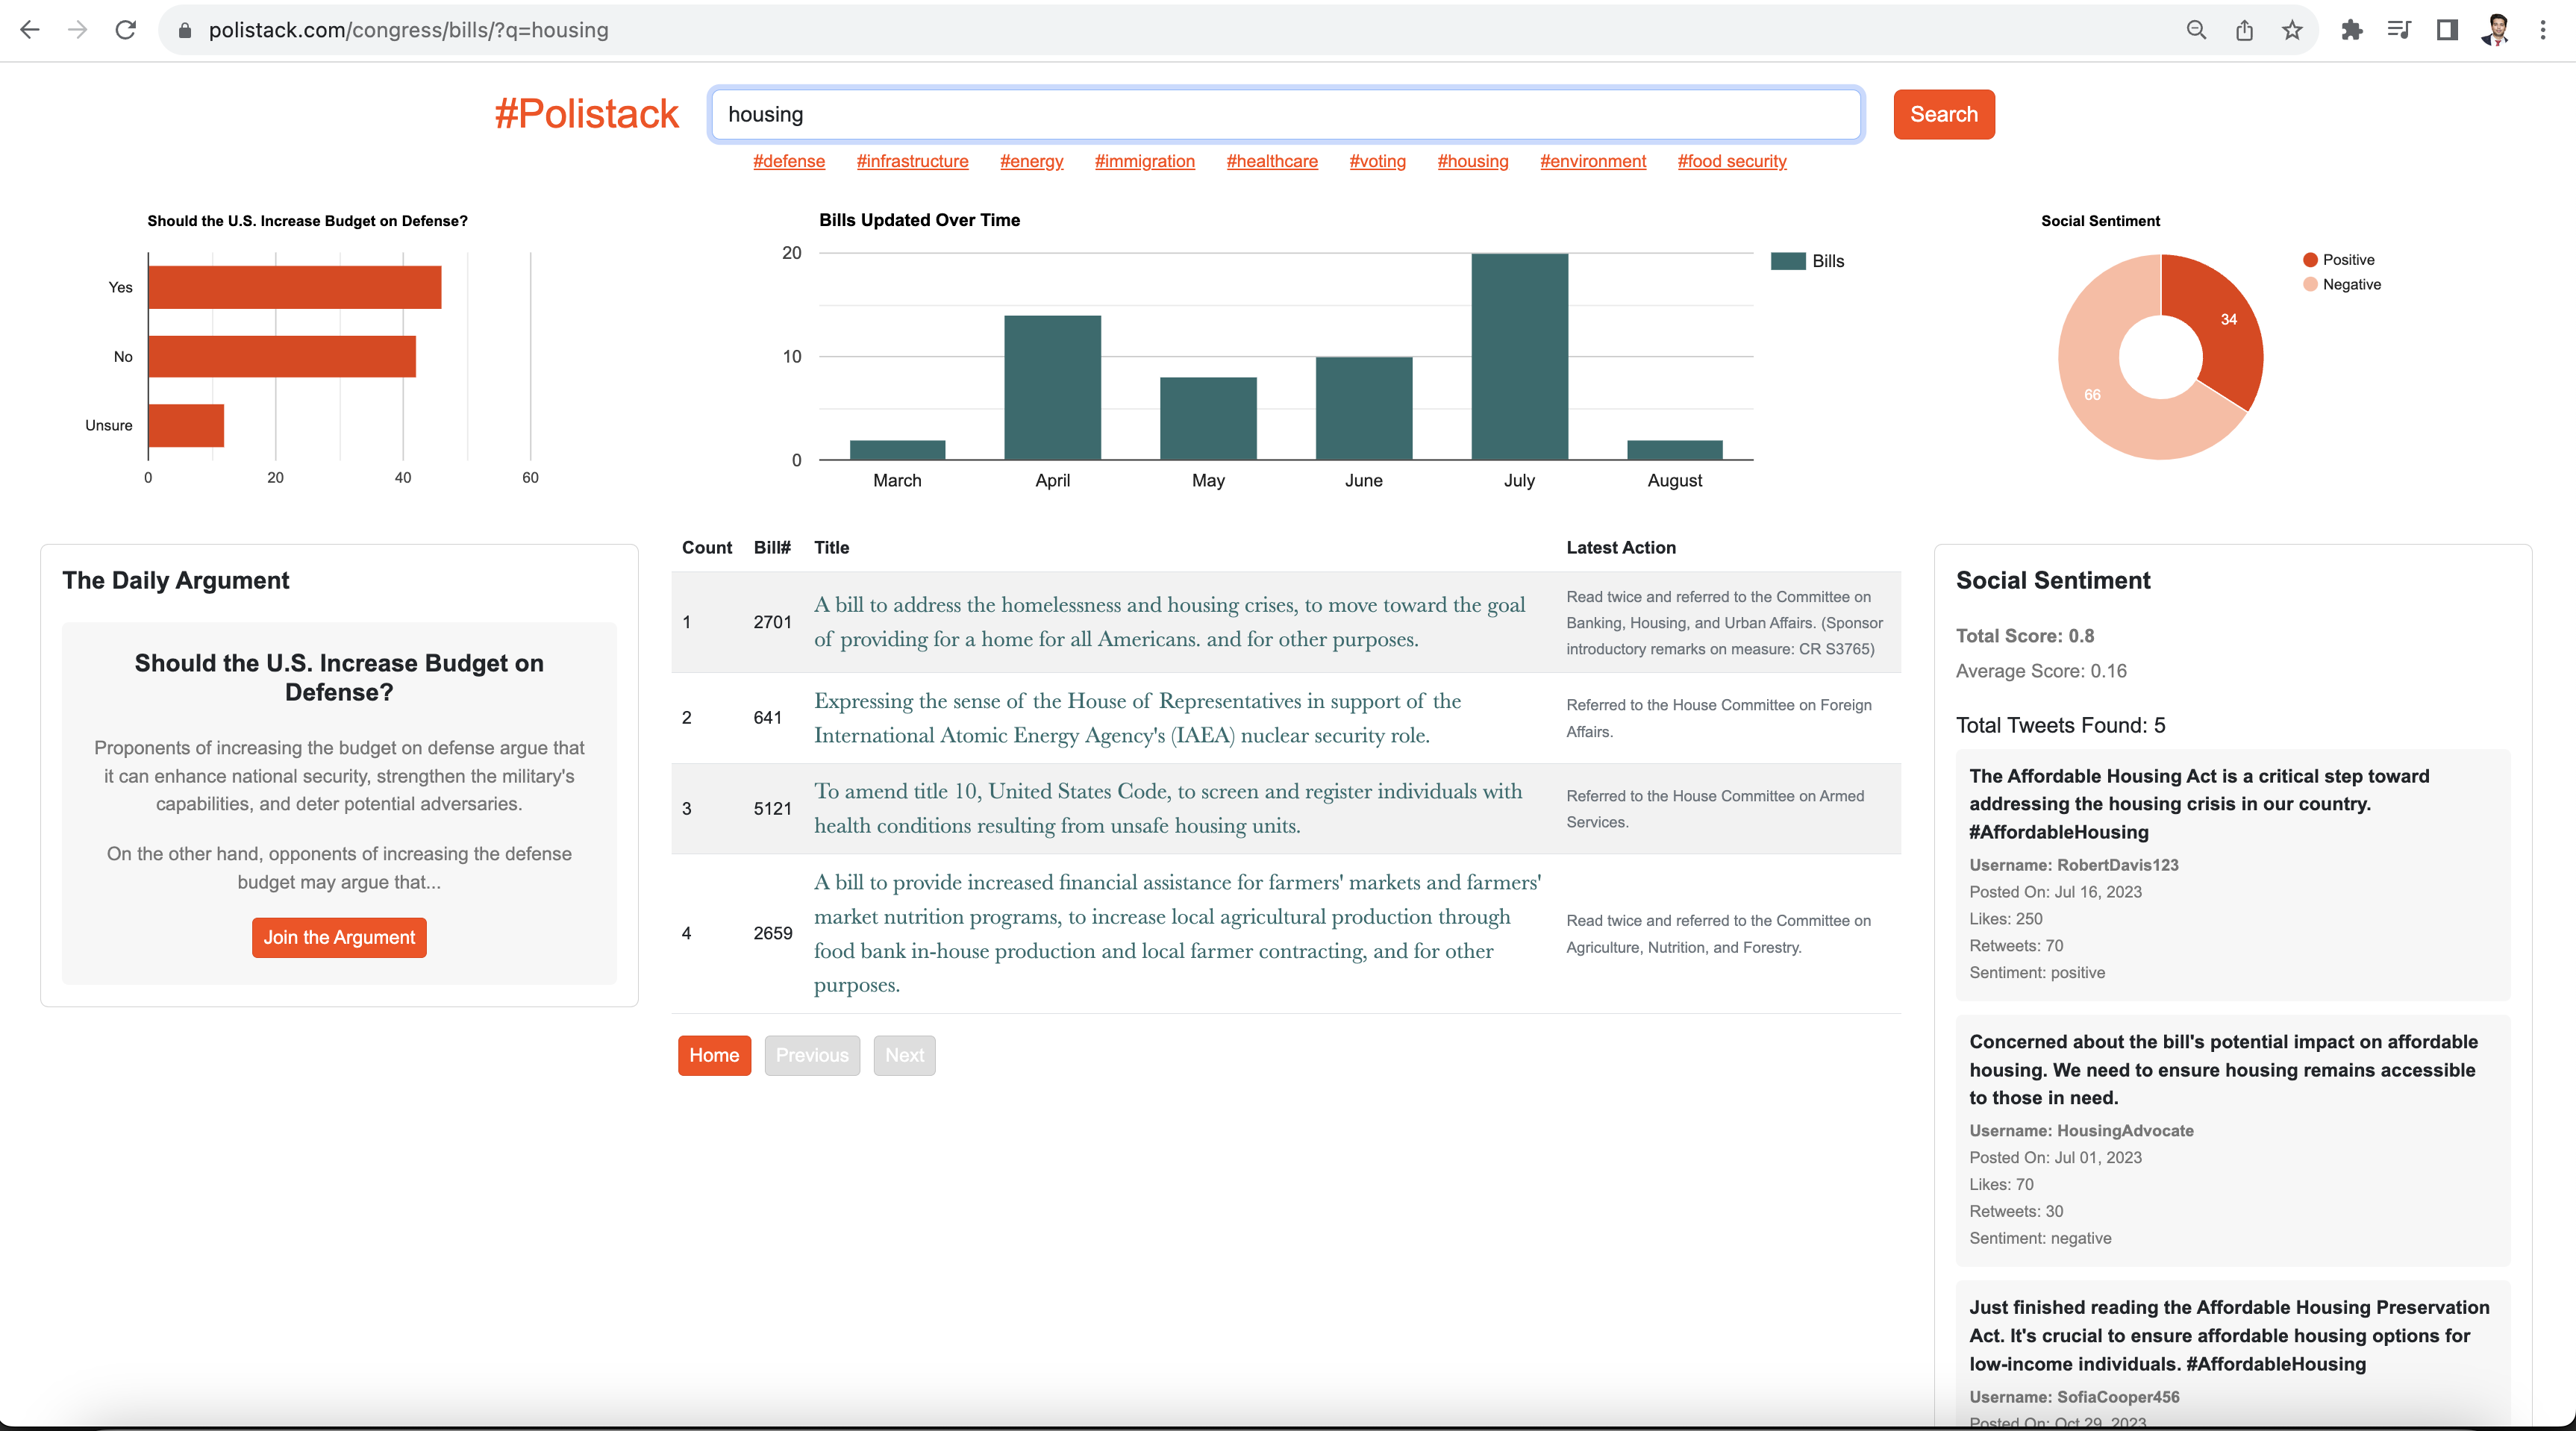 polistack.com/congress/bills/?q=housing
#Polistack
housing
Search
#defense #infrastructure #energy #immigration #healthcare #voting #housing #environment #food security
Should the U.S. Increase Budget on Defense?
Yes
No
Unsure
0 20 40 60
Bills Updated Over Time
20
10
0
March April May June July August
Bills
Social Sentiment
Positive
Negative
34
66
The Daily Argument
Should the U.S. Increase Budget on
Defense?
Proponents of increasing the budget on defense argue that
it can enhance national security, strengthen the military's
capabilities, and deter potential adversaries.
On the other hand, opponents of increasing the defense
budget may argue that...
Join the Argument
Count Bill# Title Latest Action
1 2701
A bill to address the homelessness and housing crises, to move toward the goal
of providing for a home for all Americans. and for other purposes.
Read twice and referred to the Committee on
Banking, Housing, and Urban Affairs. (Sponsor
introductory remarks on measure: CR S3765)
2 641
Expressing the sense of the House of Representatives in support of the
International Atomic Energy Agency's (IAEA) nuclear security role.
Referred to the House Committee on Foreign
Affairs.
3 5121
To amend title 10, United States Code, to screen and register individuals with
health conditions resulting from unsafe housing units.
Referred to the House Committee on Armed
Services.
4 2659
A bill to provide increased financial assistance for farmers' markets and farmers'
market nutrition programs, to increase local agricultural production through
food bank in-house production and local farmer contracting, and for other
purposes.
Read twice and referred to the Committee on
Agriculture, Nutrition, and Forestry.
Home Previous Next
Social Sentiment
Total Score: 0.8
Average Score: 0.16
Total Tweets Found: 5
The Affordable Housing Act is a critical step toward
addressing the housing crisis in our country.
#AffordableHousing
Username: RobertDavis123
Posted On: Jul 16, 2023
Likes: 250
Retweets: 70
Sentiment: positive
Concerned about the bill's potential impact on affordable
housing. We need to ensure housing remains accessible
to those in need.
Username: HousingAdvocate
Posted On: Jul 01, 2023
Likes: 70
Retweets: 30
Sentiment: negative
Just finished reading the Affordable Housing Preservation
Act. It's crucial to ensure affordable housing options for
low-income individuals. #AffordableHousing
Username: SofiaCooper456
Posted On: Oct 29, 2023